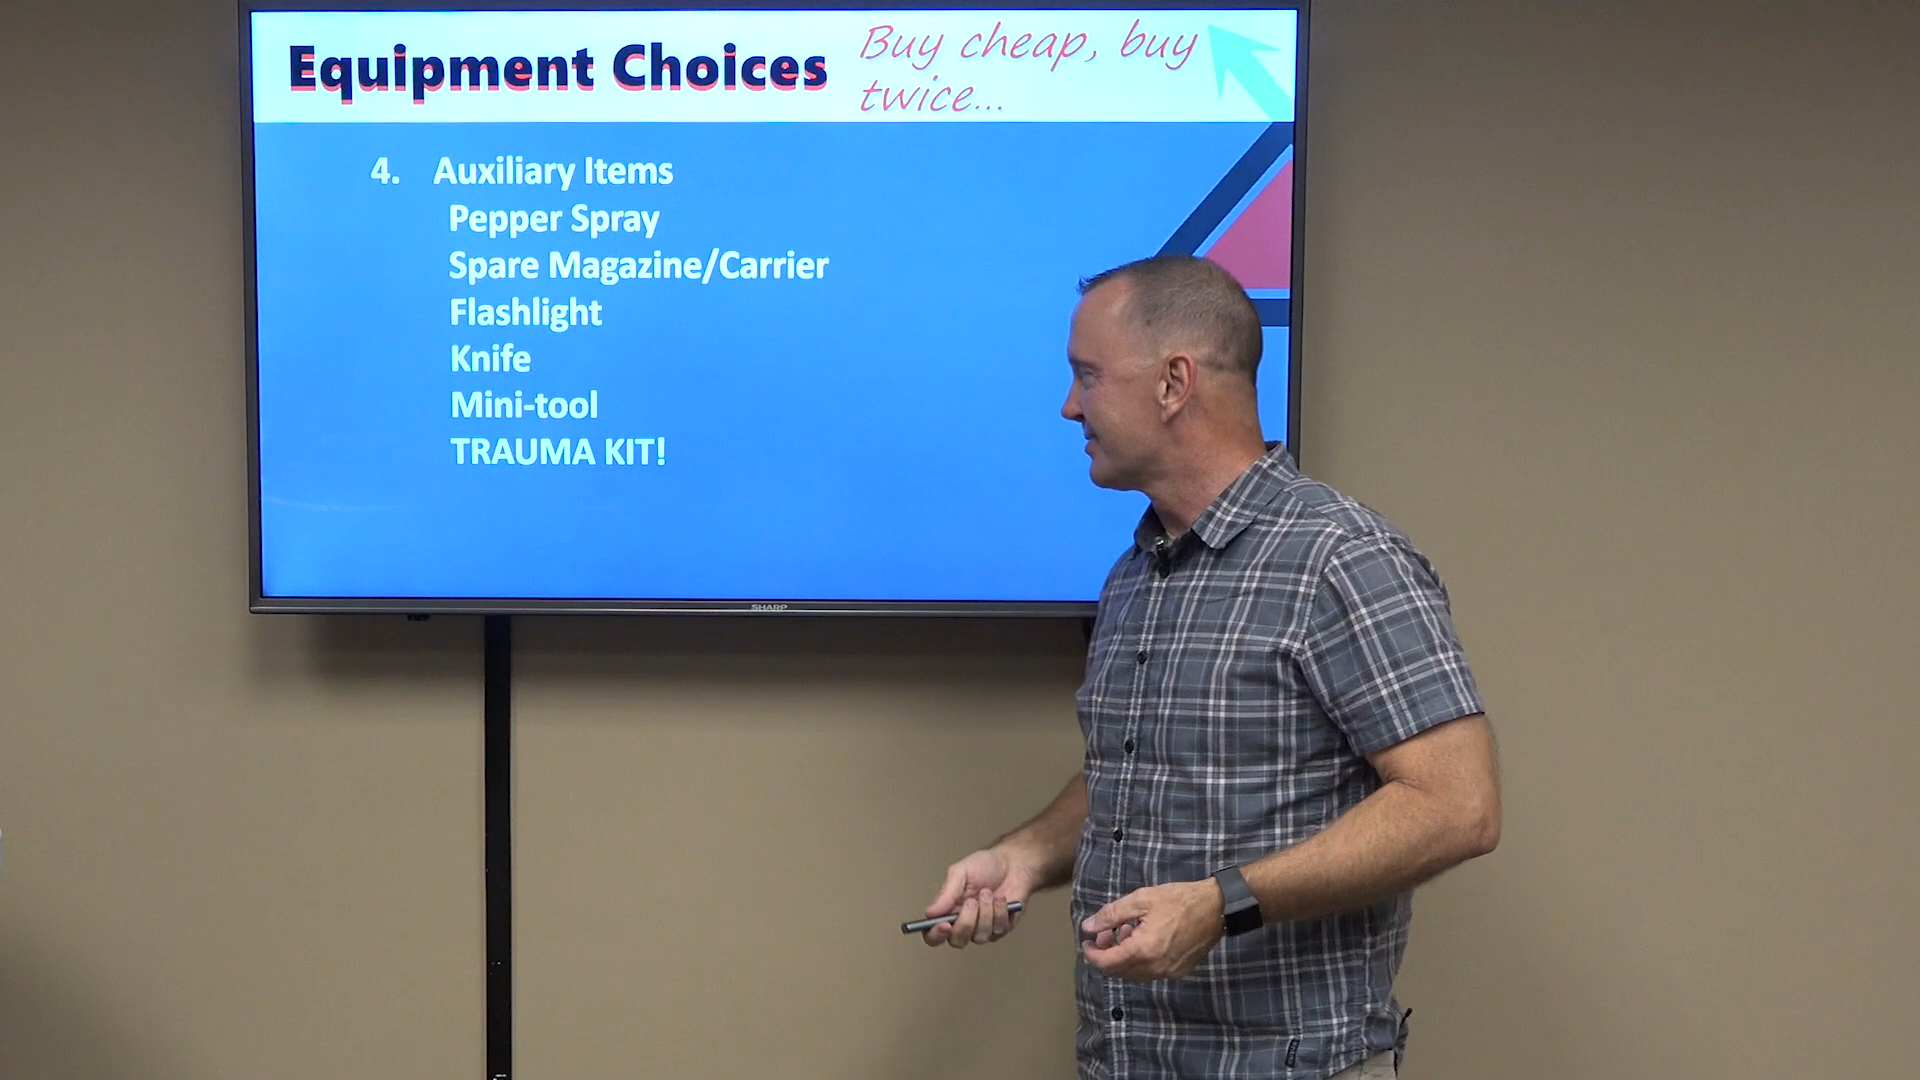 Equipment Choices
Buy cheap, buy
twice...
4. Auxiliary Items
Pepper Spray
Spare Magazine/Carrier
Flashlight
Knife
Mini-tool
TRAUMA KIT!
SHARP